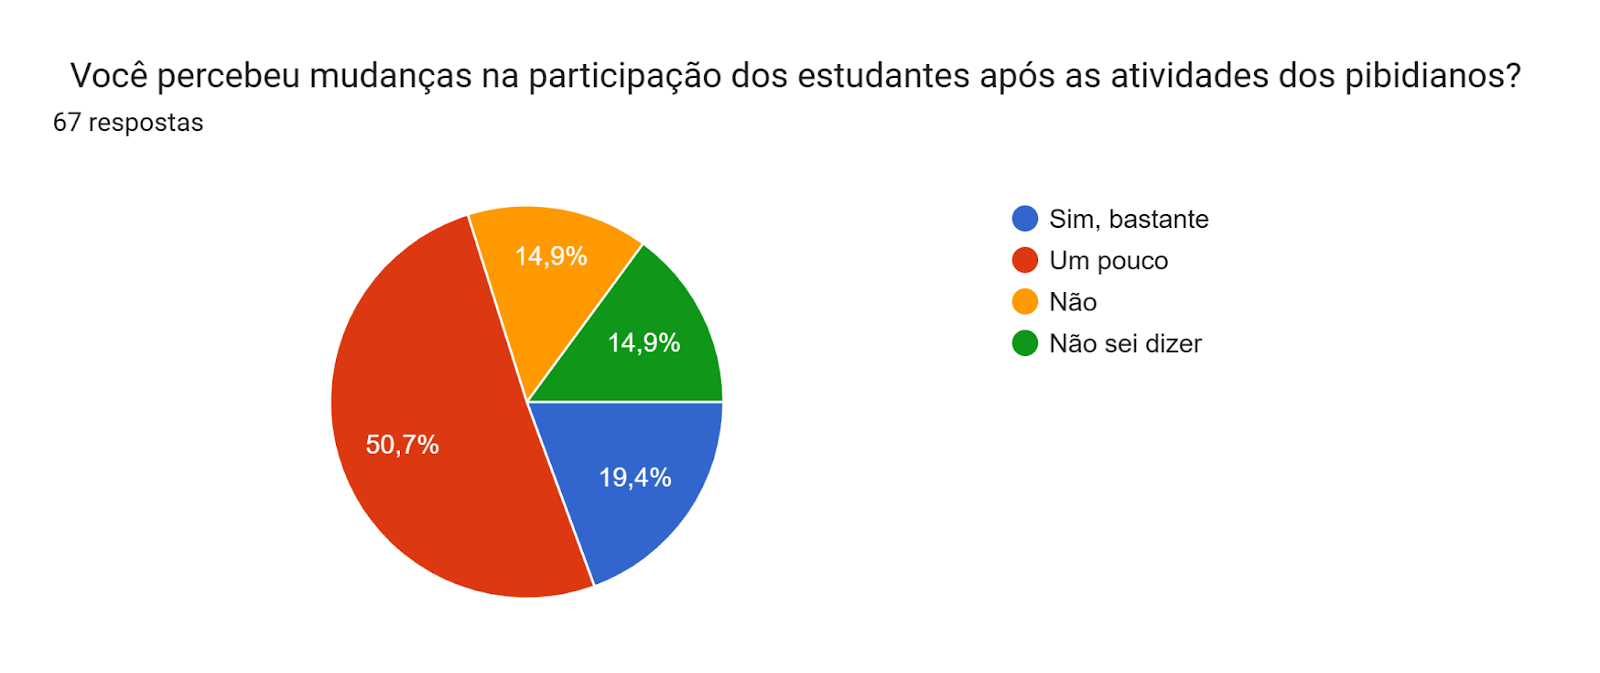 Você percebeu mudanças na participação dos estudantes após as atividades dos pibidianos?
67 respostas
Sim, bastante
Um pouco
Não
Não sei dizer
14,9%
14,9%
50,7%
19,4%